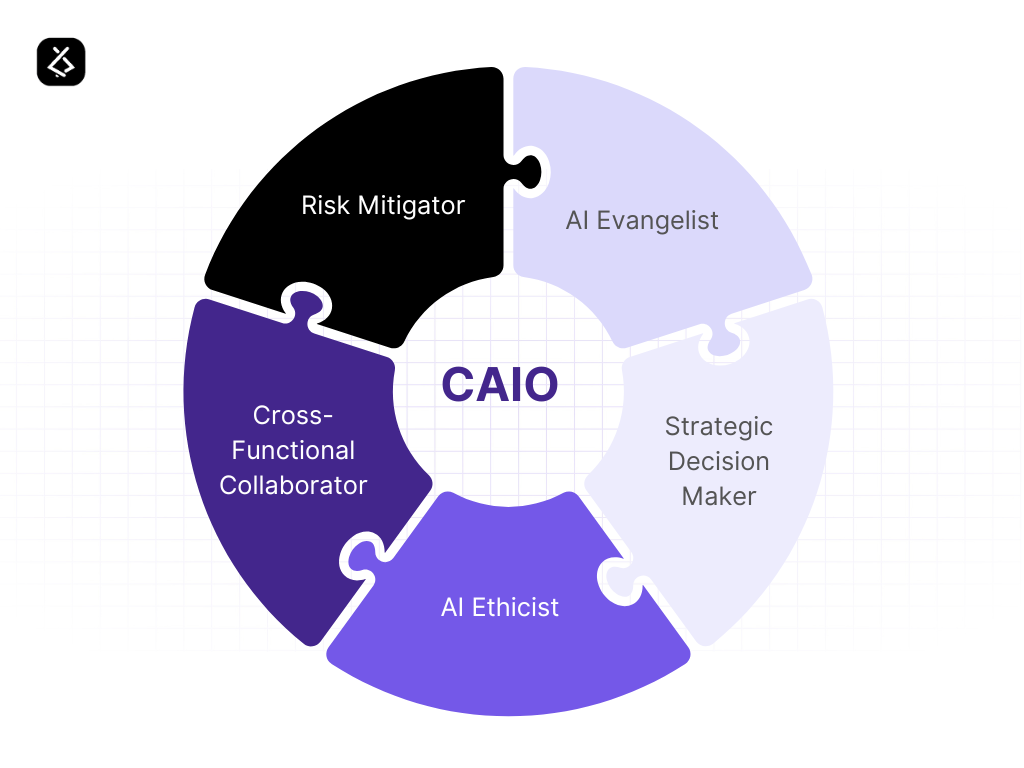 Risk Mitigator
AI Evangelist
CAIO
Cross-
Functional
Collaborator
Strategic
Decision
Maker
AI Ethicist